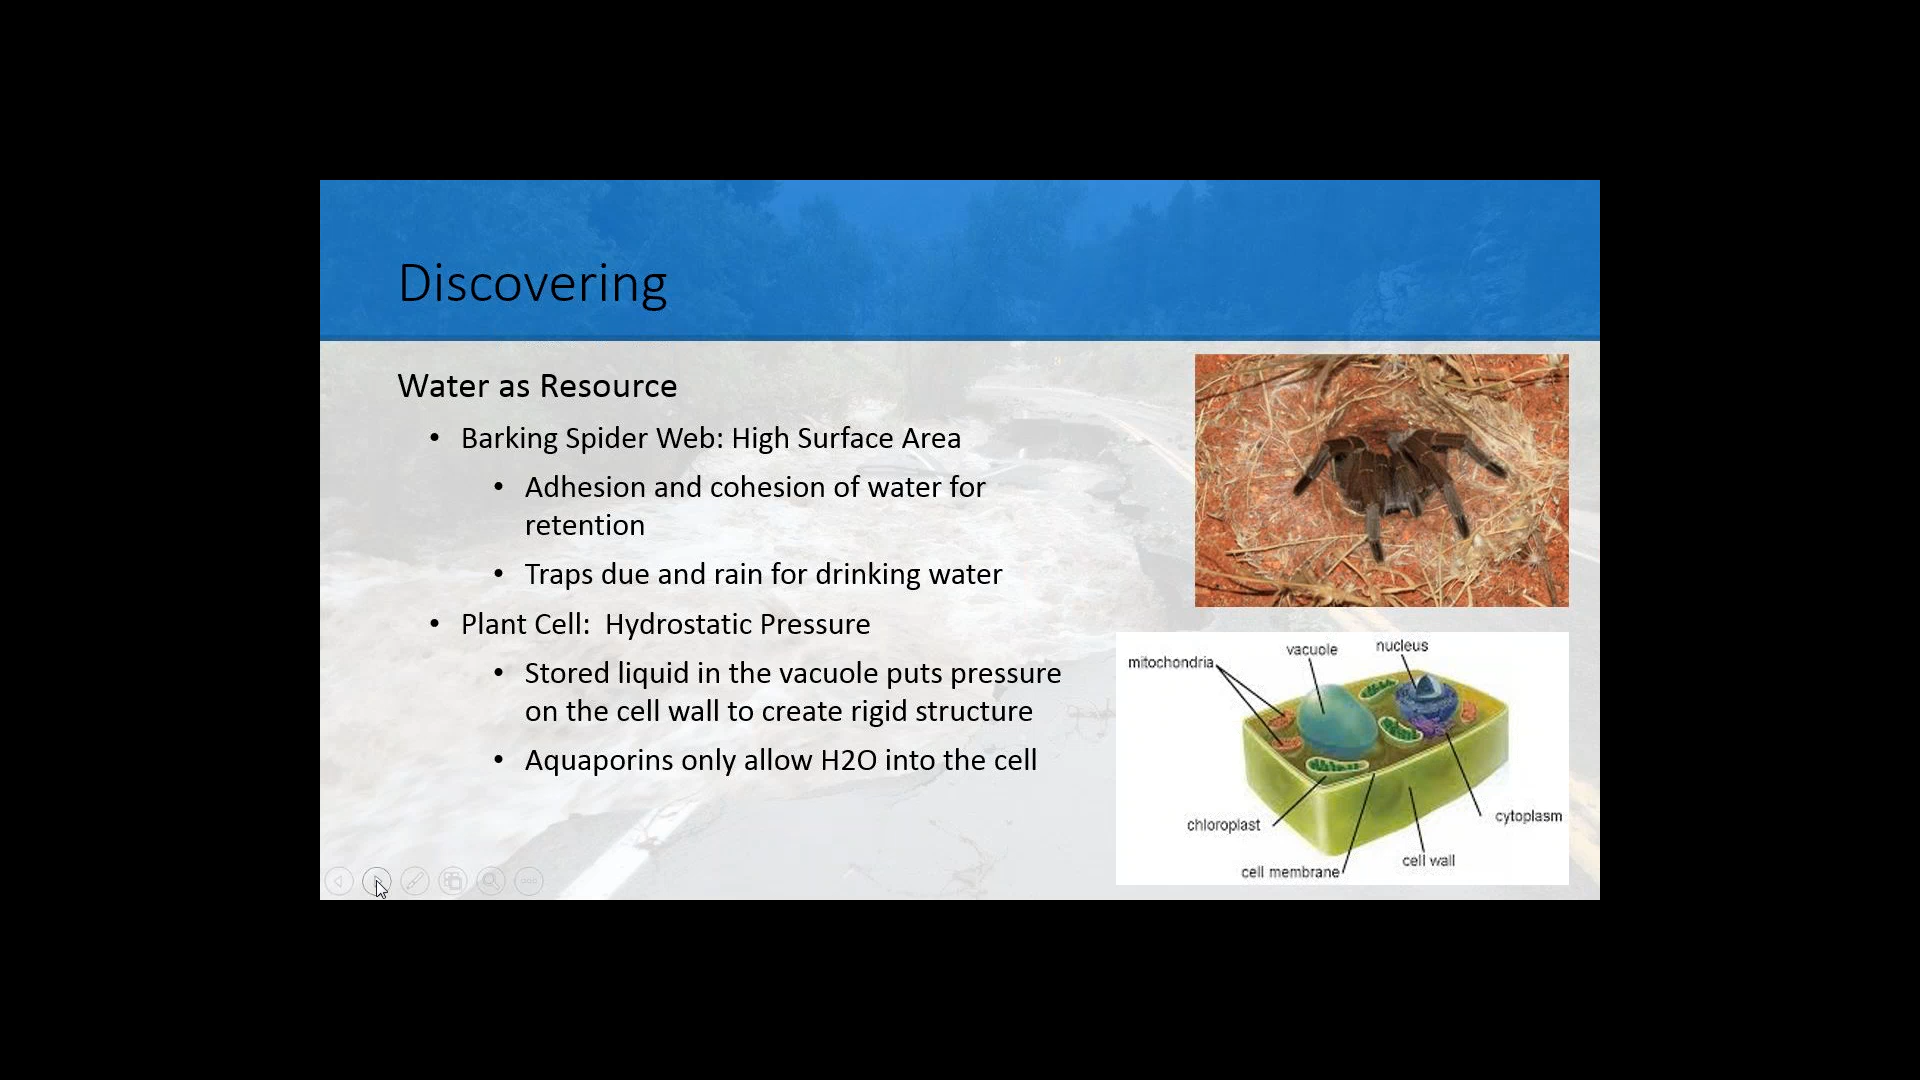 Discovering
Water as Resource
• Barking Spider Web: High Surface Area
• Adhesion and cohesion of water for
retention
• Traps due and rain for drinking water
• Plant Cell:  Hydrostatic Pressure
• Stored liquid in the vacuole puts pressure
on the cell wall to create rigid structure
• Aquaporins only allow H2O into the cell
mitochondria
vacuole
nucleus
chloroplast
cell membrane
cell wall
cytoplasm